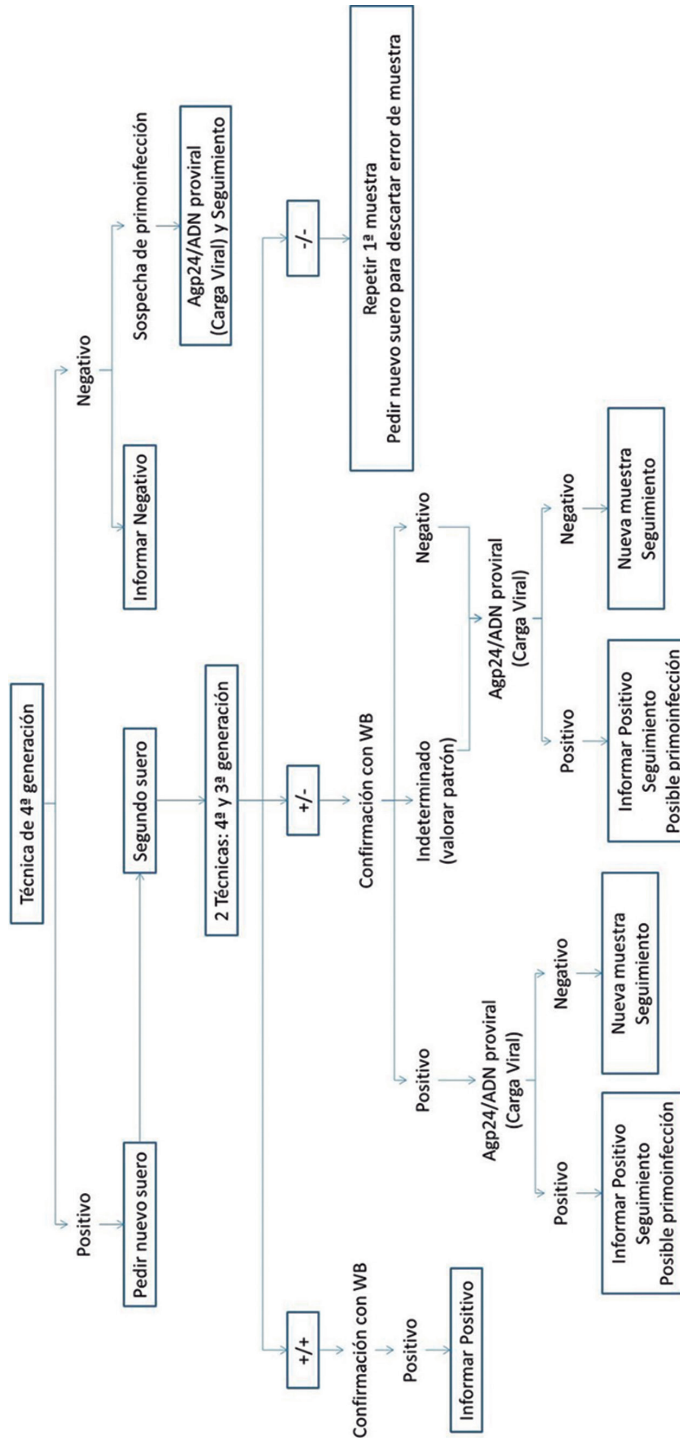 Técnica de 4ª generación
Positivo
Negativo
Pedir nuevo suero
Segundo suero
Informar Negativo
Sospecha de primoinfección
Agp24/ADN proviral
(Carga Viral) y Seguimiento
2 Técnicas: 4ª y 3ª generación
+/+
+/-
-/-
Confirmación con WB
Positivo
Informar Positivo
Confirmación con WB
Repetir 1ª muestra
Pedir nuevo suero para descartar error de muestra
Positivo
Indeterminado
(valorar patrón)
Negativo
Agp24/ADN proviral
(Carga Viral)
Positivo
Negativo
Informar Positivo
Seguimiento
Posible primoinfección
Nueva muestra
Seguimiento
Agp24/ADN proviral
(Carga Viral)
Positivo
Negativo
Informar Positivo
Seguimiento
Posible primoinfección
Nueva muestra
Seguimiento